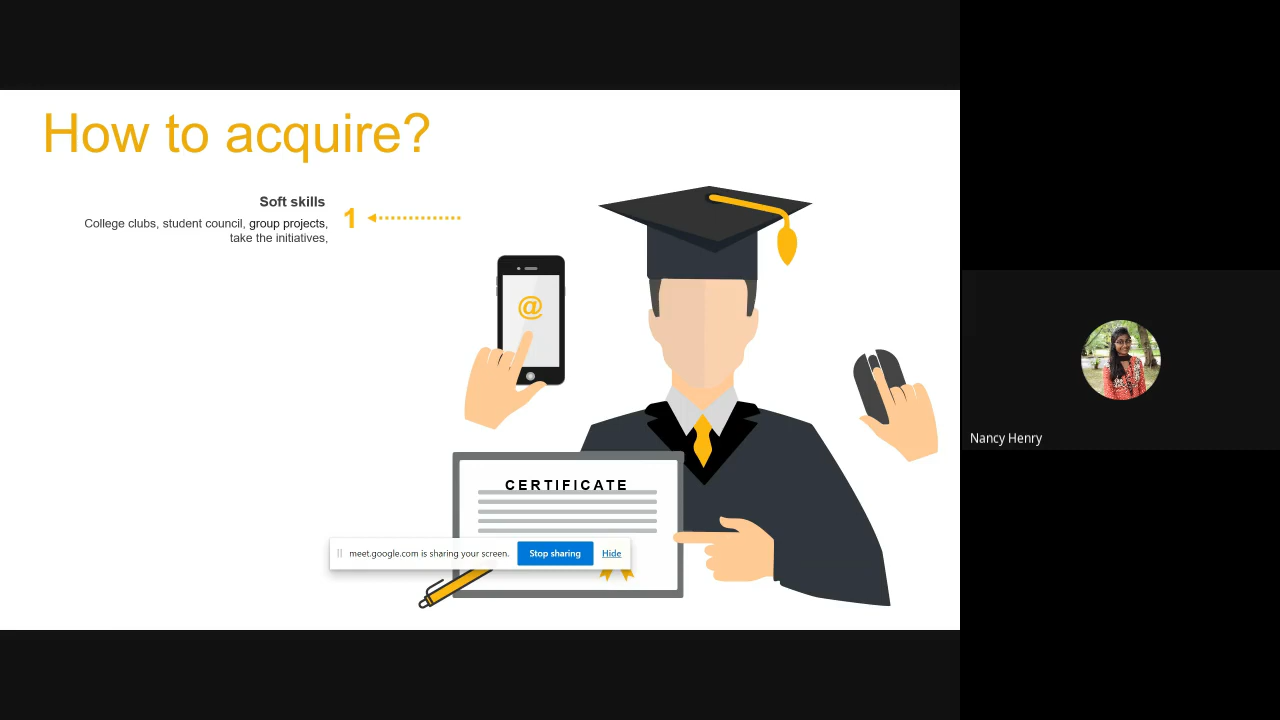 How to acquire?
Soft skills
1
College clubs, student council, group projects,
take the initiatives,
@
CERTIFICATE
meet.google.com is sharing your screen.
Stop sharing
Hide
Nancy Henry